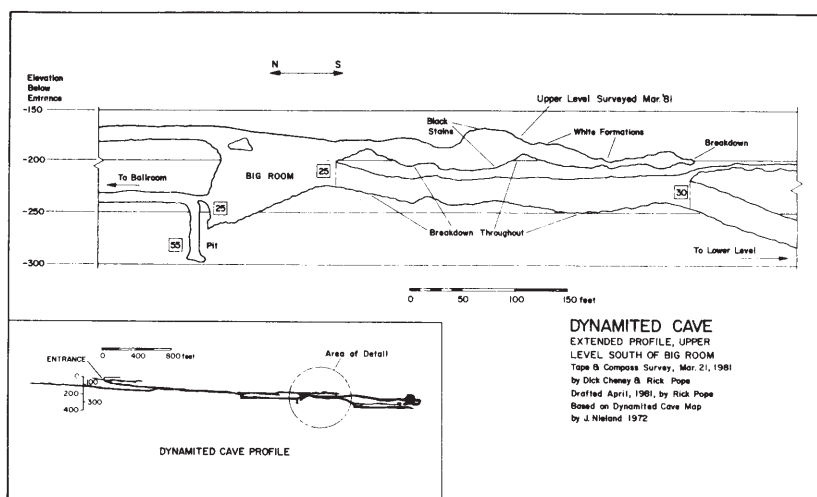 N S
Elevation
Below
Entrance
-150
-200
-250
-300
Upper Level Surveyed Mar.'81
Black
Stains
White Formations
Breakdown
To Ballroom
BIG ROOM
25
25
30
55
Pit
Breakdown Throughout
To Lower Level
0 50 100 150 feet
0 400 800 feet
ENTRANCE
Area of Detail
0
100
200
300
400
DYNAMITED CAVE PROFILE
DYNAMITED CAVE
EXTENDED PROFILE, UPPER
LEVEL SOUTH OF BIG ROOM
Tape & Compass Survey, Mar. 21, 1981
by Dick Cheney & Rick Pope
Drafted April, 1981, by Rick Pope
Based on Dynamited Cave Map
by J. Nieland 1972